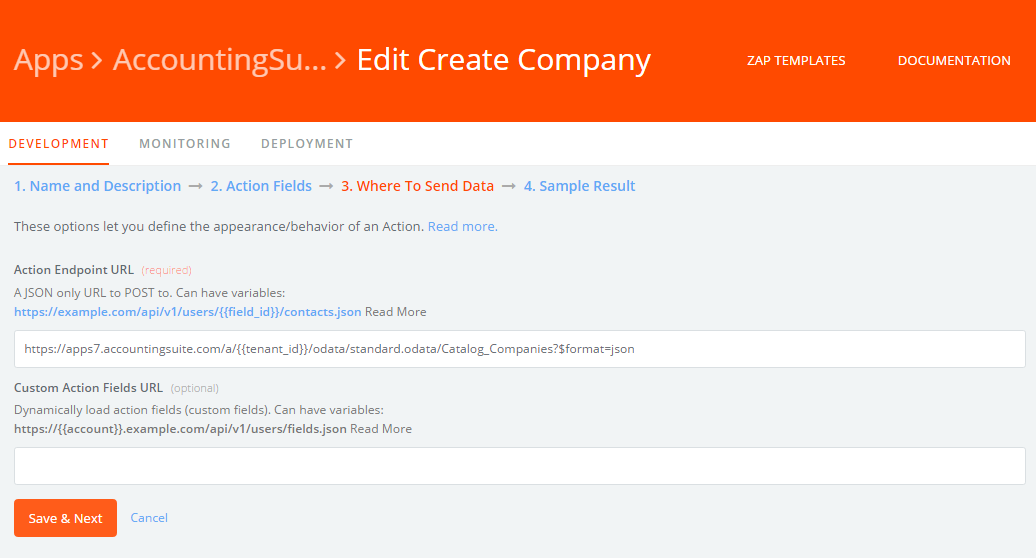 Apps > AccountingSu... > Edit Create Company
ZAP TEMPLATES DOCUMENTATION
DEVELOPMENT MONITORING DEPLOYMENT
1. Name and Description → 2. Action Fields → 3. Where To Send Data → 4. Sample Result
These options let you define the appearance/behavior of an Action. Read more.
Action Endpoint URL (required)
A JSON only URL to POST to. Can have variables:
https://example.com/api/v1/users/{{field_id}}/contacts.json Read More
https://apps7.accountingsuite.com/a/{{tenant_id}}/odata/standard.odata/Catalog_Companies?$format=json
Custom Action Fields URL (optional)
Dynamically load action fields (custom fields). Can have variables:
https://{{account}}.example.com/api/v1/users/fields.json Read More
Save & Next Cancel